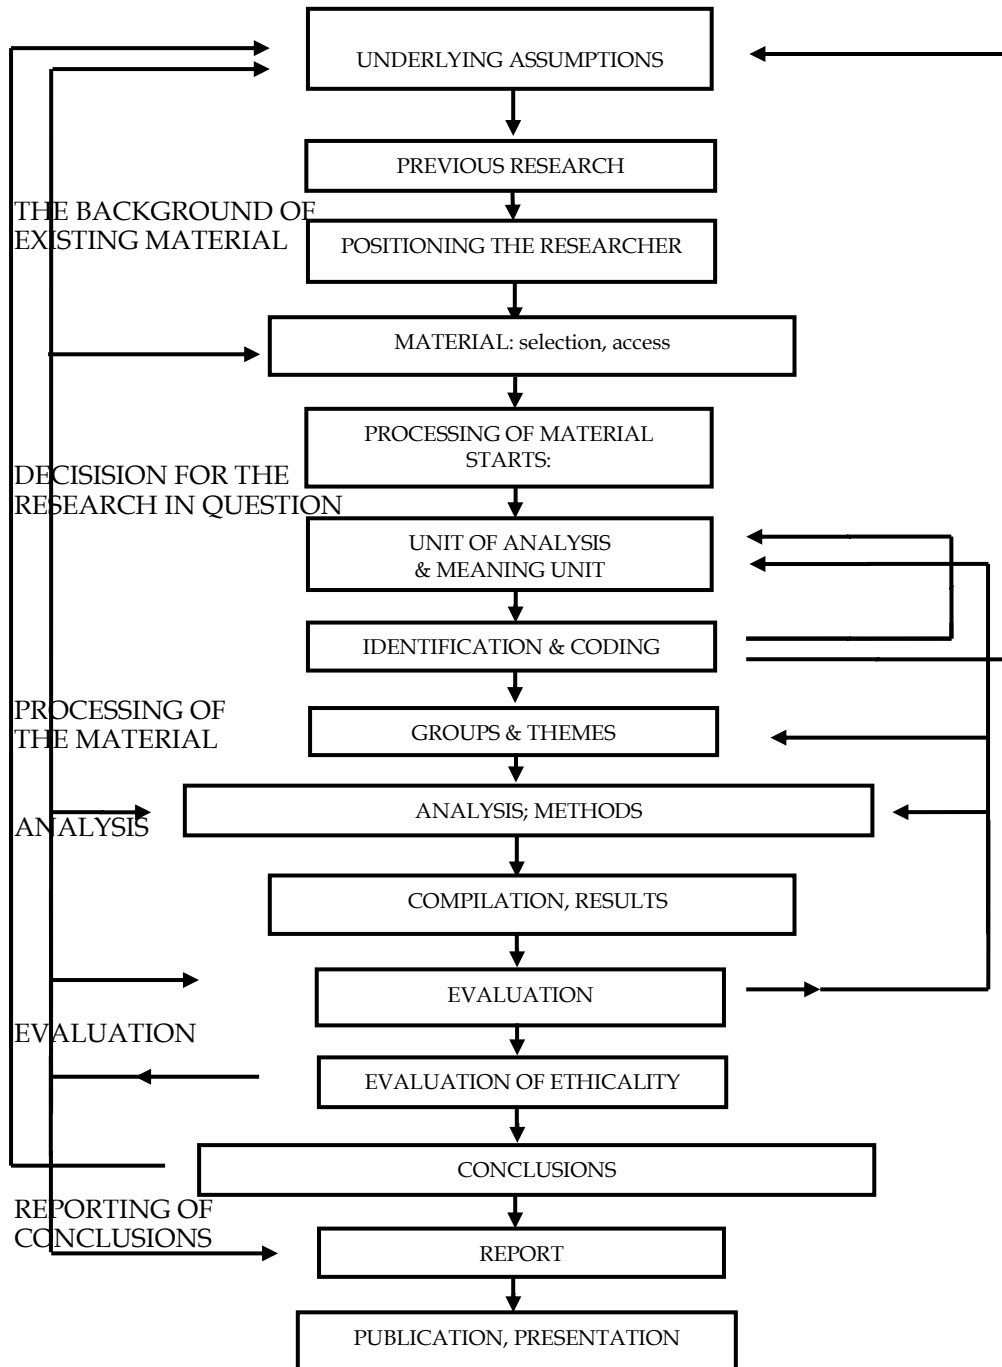 UNDERLYING ASSUMPTIONS
PREVIOUS RESEARCH
THE BACKGROUND OF
EXISTING MATERIAL
POSITIONING THE RESEARCHER
MATERIAL: selection, access
PROCESSING OF MATERIAL
STARTS:
DECISISION FOR THE
RESEARCH IN QUESTION
UNIT OF ANALYSIS
& MEANING UNIT
IDENTIFICATION & CODING
PROCESSING OF
THE MATERIAL
GROUPS & THEMES
ANALYSIS; METHODS
ANALYSIS
COMPILATION, RESULTS
EVALUATION
EVALUATION
EVALUATION OF ETHICALITY
CONCLUSIONS
REPORTING OF
CONCLUSIONS
REPORT
PUBLICATION, PRESENTATION